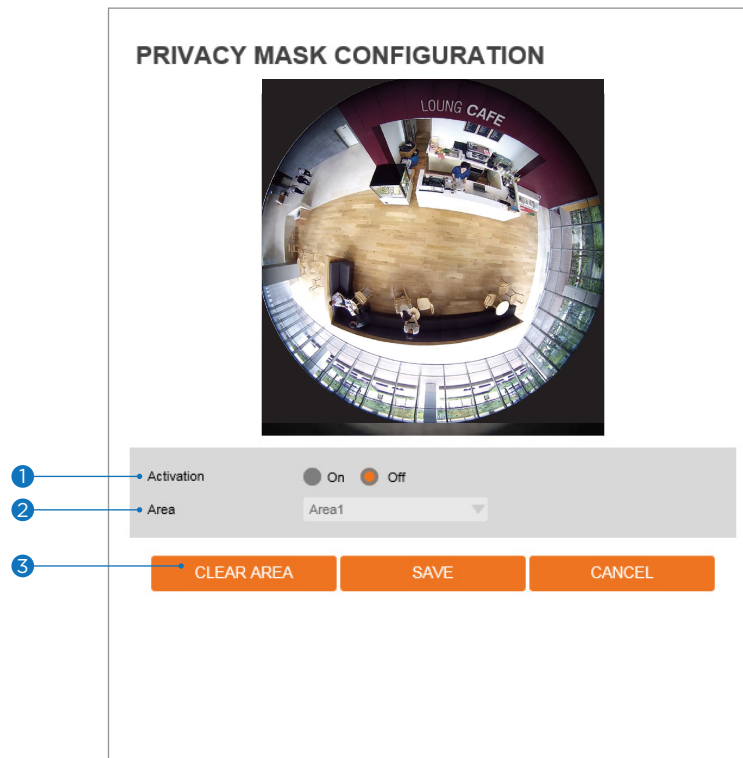 PRIVACY MASK CONFIGURATION
LOUNG CAFE
1 Activation On Off
2 Area Area1
3 CLEAR AREA SAVE CANCEL